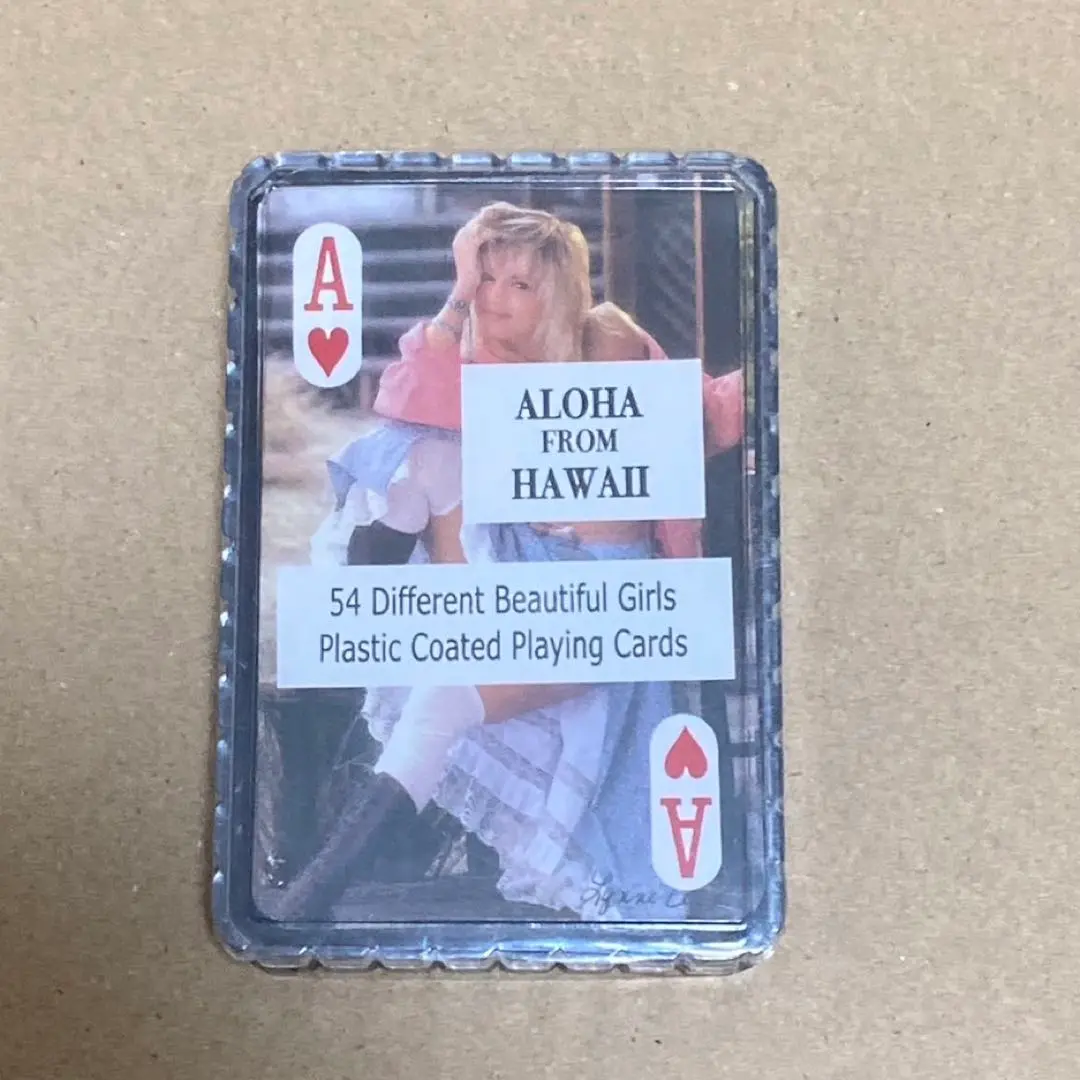 A
ALOHA
FROM
HAWAII
54 Different Beautiful Girls
Plastic Coated Playing Cards
A